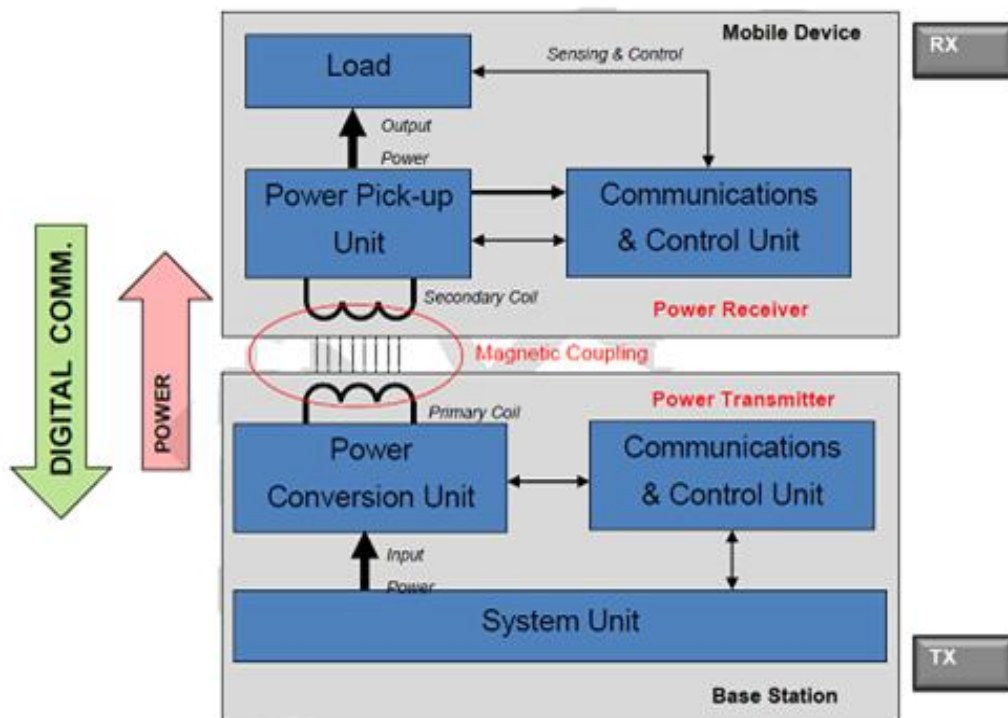 Mobile Device
RX
Load
Sensing & Control
Output
Power
Power Pick-up
Unit
Communications
& Control Unit
Secondary Coil
Power Receiver
DIGITAL COMM.
POWER
Magnetic Coupling
Power Transmitter
Primary Coil
Power
Conversion Unit
Communications
& Control Unit
Input
Power
System Unit
TX
Base Station